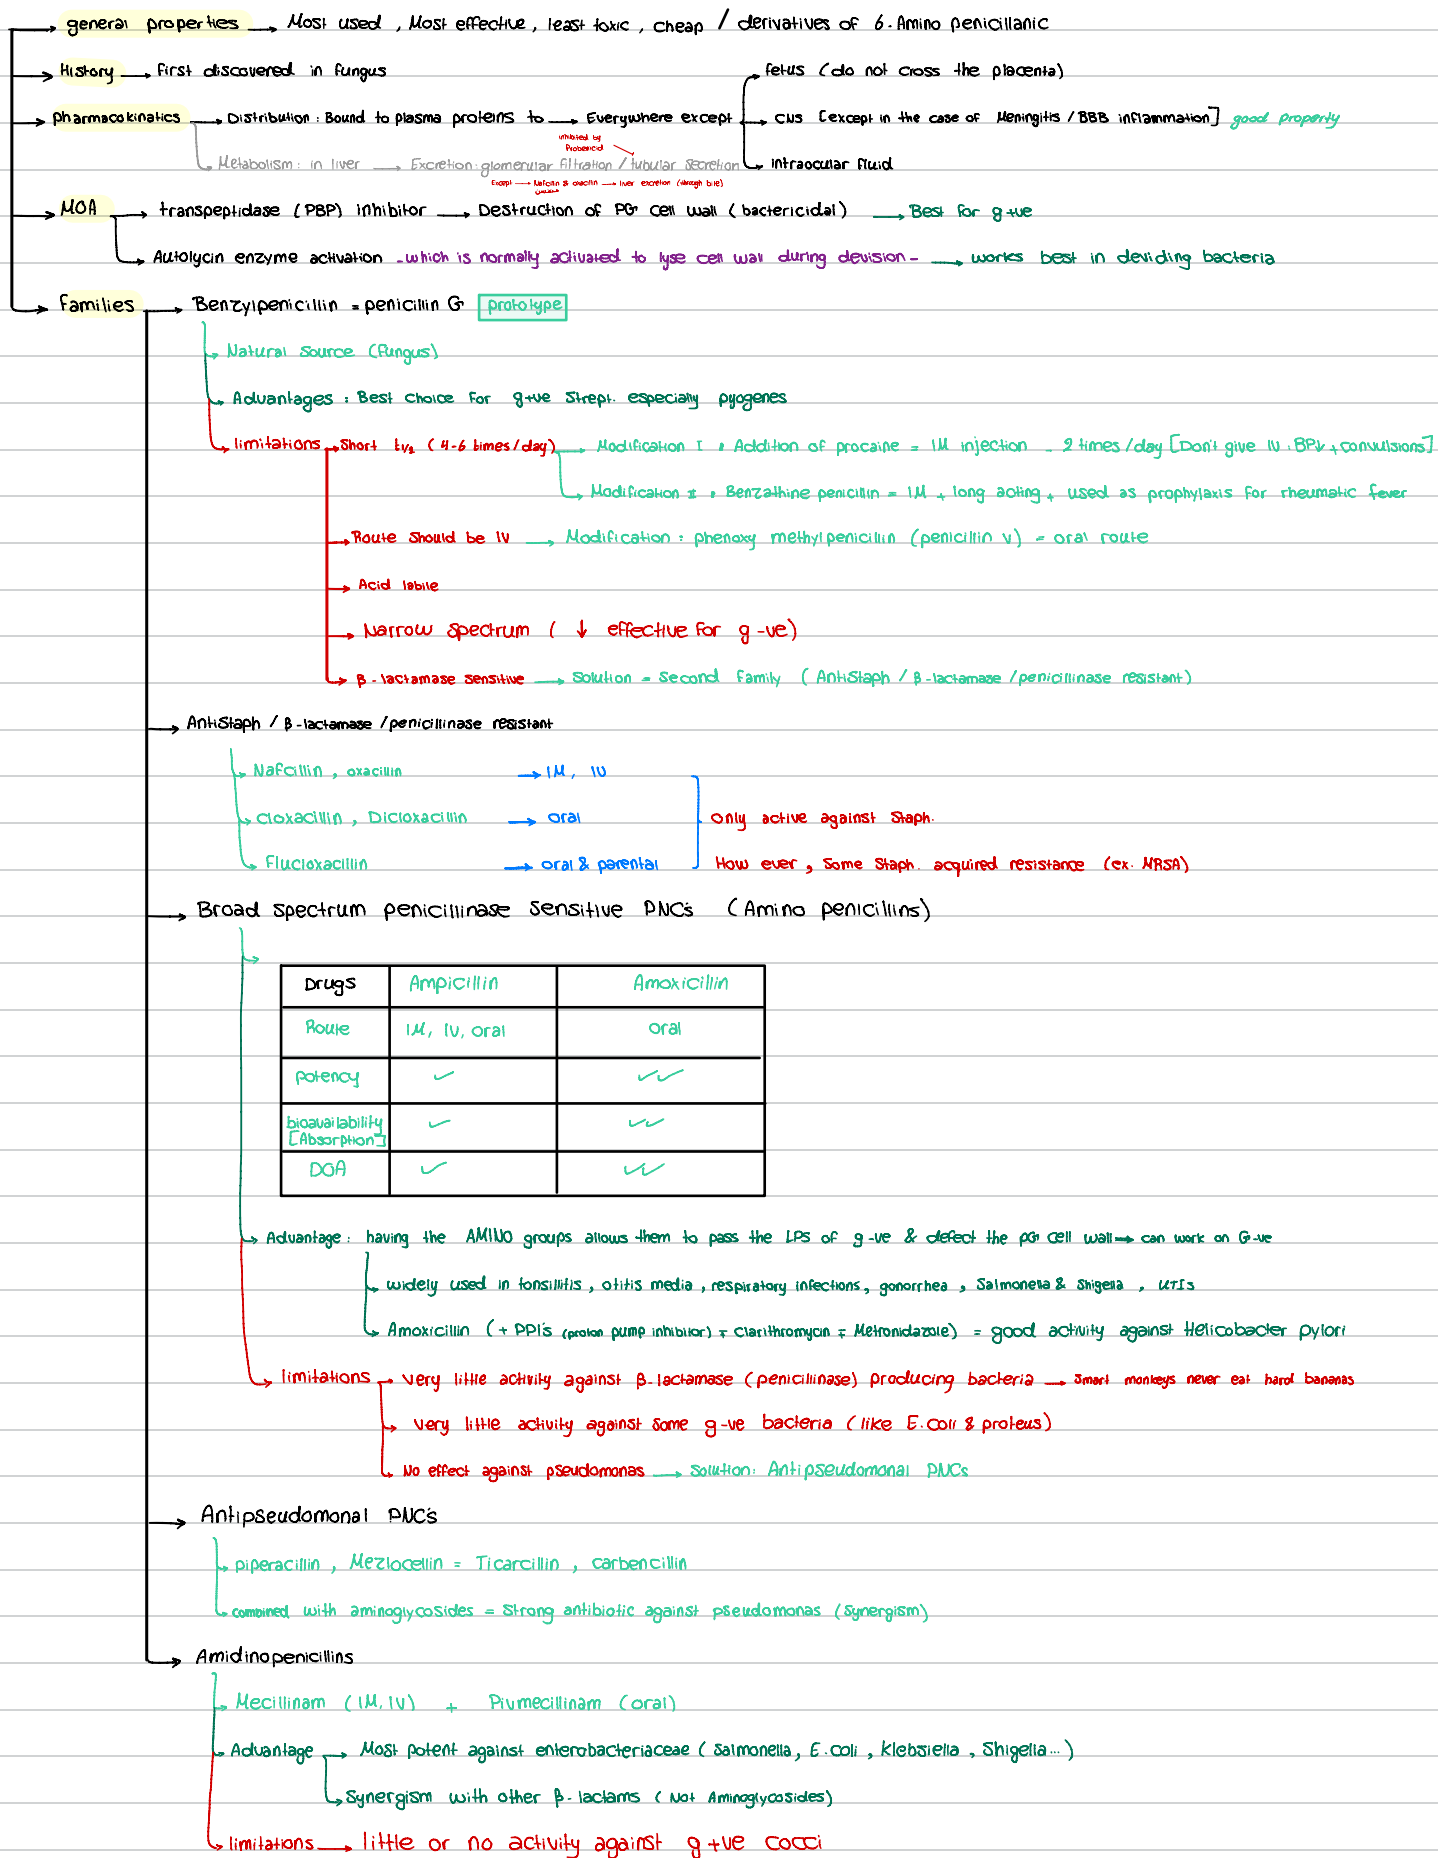 general properties → Most used, Most effective, least toxic, cheap / derivatives of 6-Amino penicillanic
History → first discovered in fungus
fetus (do not cross the placenta)
pharmacokinatics → Distribution: Bound to plasma proteins to → Everywhere except
CNS [except in the case of Meningitis / BBB inflammation] good property
intraocular fluid
inhibited by
Probenicid
Metabolism: in liver → Excretion: glomerular filtration / tubular secretion
Except → Nafcillin & oxacillin → liver excretion (through bile)
MOA → transpeptidase (PBP) inhibitor → Destruction of PG cell wall (bactericidal) → Best for g+ve
Autolycin enzyme activation -which is normally activated to lyse cell wall during devision- → works best in deviding bacteria
families → Benzylpenicillin = penicillin G prototype
Natural source (fungus)
Advantages: Best choice for g+ve Strept. especially pyogenes
limitations → Short t1/2 (4-6 times/day) → Modification I: Addition of procaine = IM injection - 2 times/day [Don't give IV: BP↓ + convulsions]
Modification II: Benzathine penicillin = IM + long acting + used as prophylaxis for rheumatic fever
Route should be IV → Modification: phenoxy methylpenicillin (penicillin V) = oral route
Acid labile
Narrow spectrum (↓ effective for g-ve)
β-lactamase sensitive → Solution = Second family (Antistaph / β-lactamase / penicillinase resistant)
Antistaph / β-lactamase / penicillinase resistant
Nafcillin, oxacillin → IM, IV
cloxacillin, Dicloxacillin → oral
only active against Staph.
Flucloxacillin → oral & parental
How ever, Some Staph. acquired resistance (ex. MRSA)
Broad spectrum penicillinase sensitive PNC's (Amino penicillins)
Drugs Ampicillin Amoxicillin
Route IM, IV, oral oral
potency ✓ ✓✓
bioavailability ✓ ✓✓
[Absorption]
DOA ✓ ✓✓
Advantage: having the AMINO groups allows them to pass the LPS of g-ve & defect the PG cell wall → can work on G-ve
widely used in tonsillitis, otitis media, respiratory infections, gonorrhea, Salmonella & Shigella, UTIs
Amoxicillin (+ PPI's (proton pump inhibitor) ∓ clarithromycin ∓ Metronidazole) = good activity against Helicobacter pylori
limitations → very little activity against β-lactamase (penicillinase) producing bacteria → smart monkeys never eat hard bananas
very little activity against some g-ve bacteria (like E.coli & proteus)
No effect against pseudomonas → solution: Antipseudomonal PNCs
Antipseudomonal PNC's
piperacillin, Mezlocellin = Ticarcillin, carbencillin
combined with aminoglycosides = Strong antibiotic against pseudomonas (synergism)
Amidinopenicillins
Mecillinam (IM, IV) + Pivmecillinam (oral)
Advantage → Most potent against enterobacteriaceae (Salmonella, E.coli, Klebsiella, Shigella...)
Synergism with other β-lactams (Not Aminoglycosides)
limitations → little or no activity against g+ve cocci